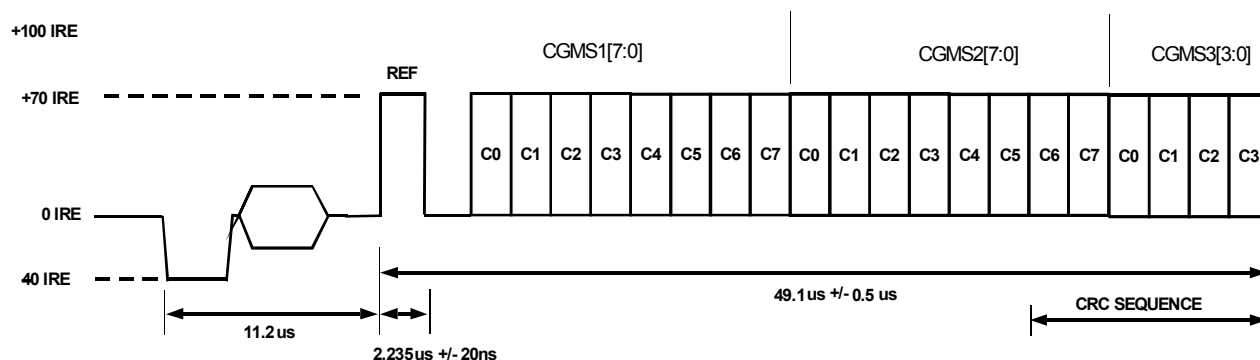 +100 IRE
CGMS1[7:0]
CGMS2[7:0]
CGMS3[3:0]
REF
+70 IRE
C0 C1 C2 C3 C4 C5 C6 C7 C0 C1 C2 C3 C4 C5 C6 C7 C0 C1 C2 C3
0 IRE
-40 IRE
49.1us +/- 0.5 us
CRC SEQUENCE
11.2us
2.235us +/- 20ns